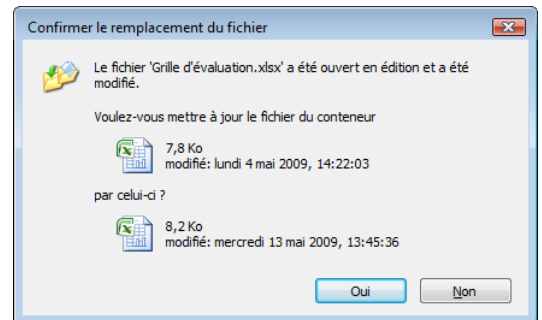 Confirmer le remplacement du fichier
Le fichier 'Grille d'évaluation.xlsx' a été ouvert en édition et a été
modifié.
Voulez-vous mettre à jour le fichier du conteneur
7,8 Ko
modifié: lundi 4 mai 2009, 14:22:03
par celui-ci ?
8,2 Ko
modifié: mercredi 13 mai 2009, 13:45:36
Oui
Non